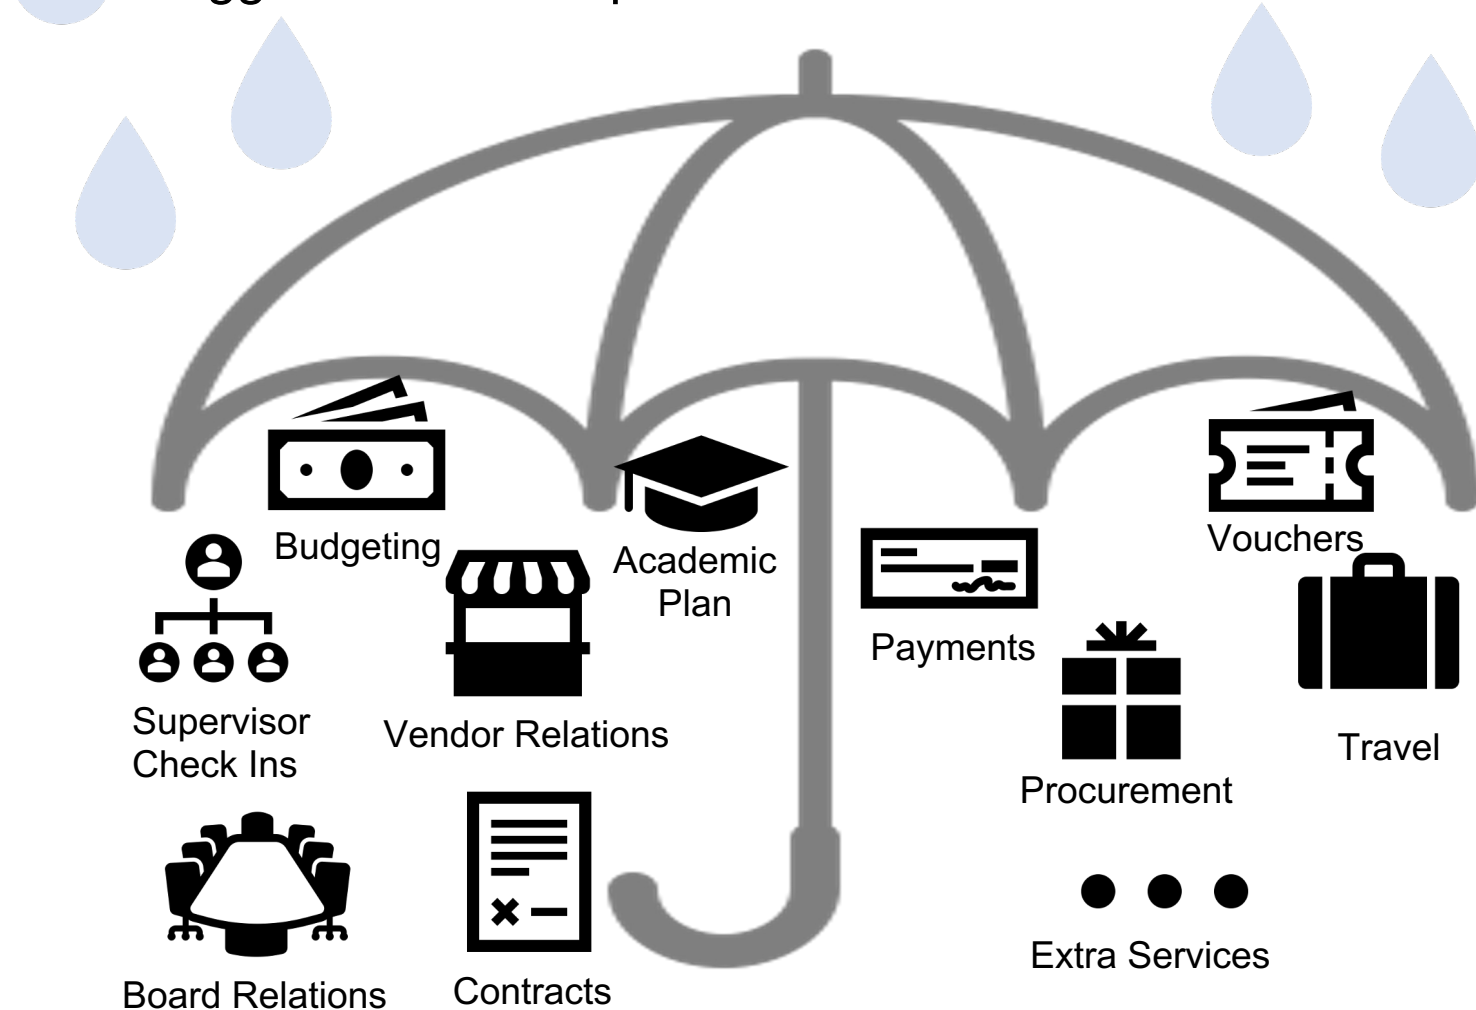 Budgeting
Academic
Plan
Vouchers
Payments
Supervisor
Check Ins
Vendor Relations
Travel
Procurement
Board Relations
Contracts
Extra Services